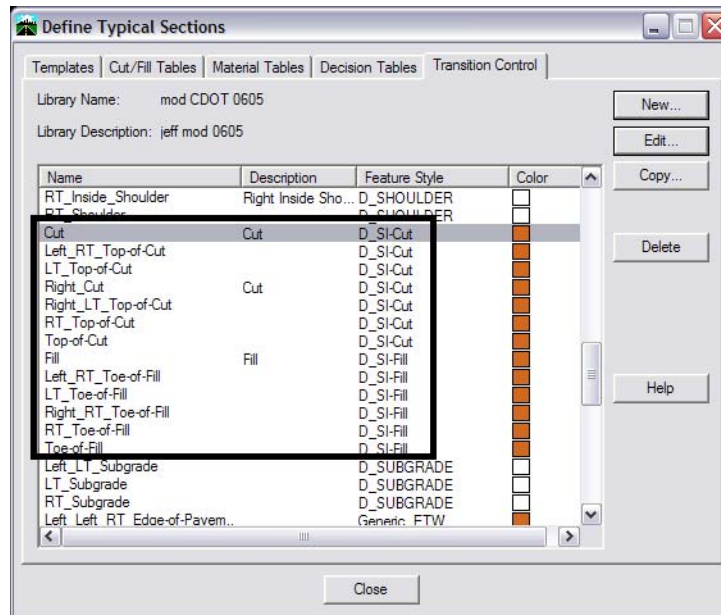 Define Typical Sections
Templates Cut/Fill Tables Material Tables Decision Tables Transition Control
Library Name: mod CDOT 0605
Library Description: jeff mod 0605
New...
Edit...
Copy...
Delete
Help
Name Description Feature Style Color
RT_Inside_Shoulder Right Inside Sho... D_SHOULDER
RT_Shoulder D_SHOULDER
Cut Cut D_SI-Cut
Left_RT_Top-of-Cut D_SI-Cut
LT_Top-of-Cut D_SI-Cut
Right_Cut Cut D_SI-Cut
Right_LT_Top-of-Cut D_SI-Cut
RT_Top-of-Cut D_SI-Cut
Top-of-Cut D_SI-Cut
Fill Fill D_SI-Fill
Left_RT_Toe-of-Fill D_SI-Fill
LT_Toe-of-Fill D_SI-Fill
Right_RT_Toe-of-Fill D_SI-Fill
RT_Toe-of-Fill D_SI-Fill
Toe-of-Fill D_SI-Fill
Left_LT_Subgrade D_SUBGRADE
LT_Subgrade D_SUBGRADE
RT_Subgrade D_SUBGRADE
Left_Left_RT_Edge-of-Pavem.. Generic_ETW
Close